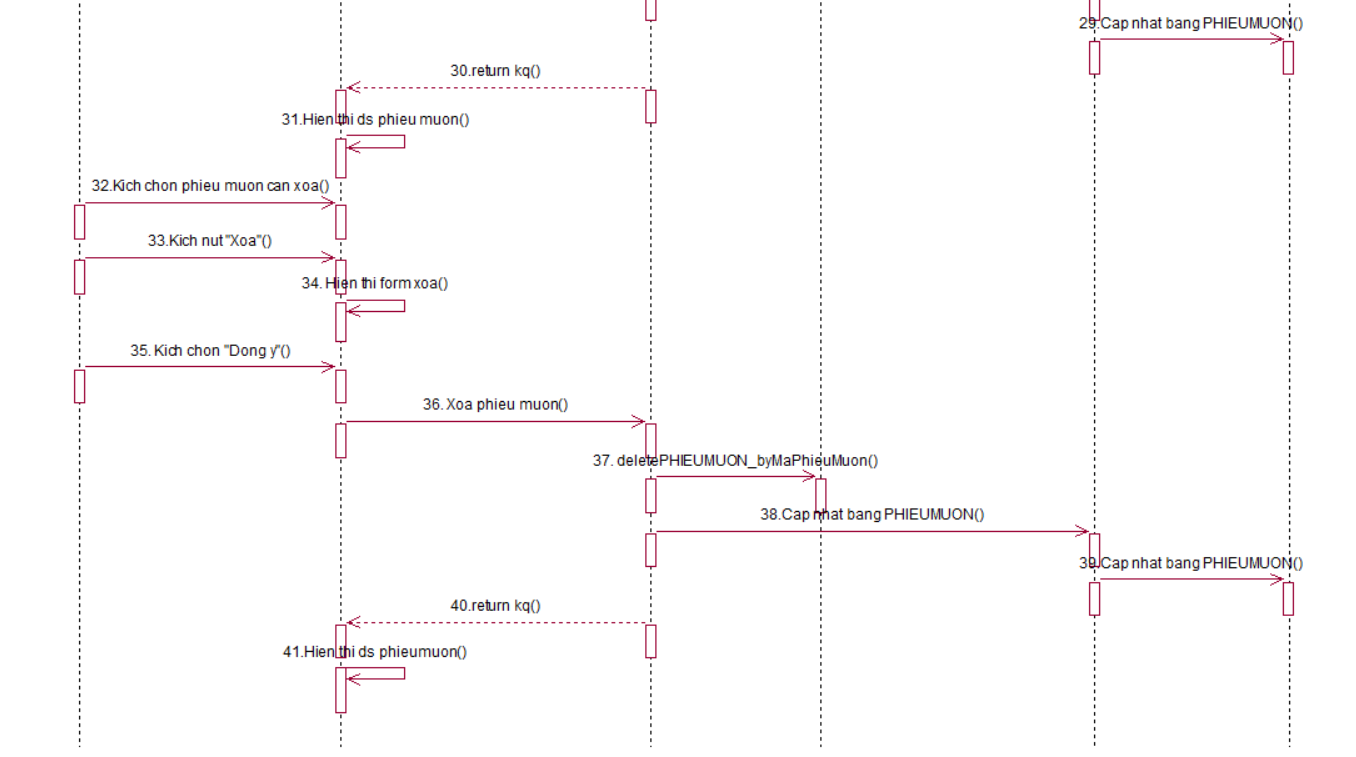 29.Cap nhat bang PHIEUMUON()
30.return kq()
31.Hien thi ds phieu muon()
32.Kich chon phieu muon can xoa()
33.Kich nut "Xoa"()
34. Hien thi form xoa()
35. Kich chon "Dong y"()
36. Xoa phieu muon()
37. deletePHIEUMUON_byMaPhieuMuon()
38.Cap nhat bang PHIEUMUON()
39.Cap nhat bang PHIEUMUON()
40.return kq()
41.Hien thi ds phieumuon()